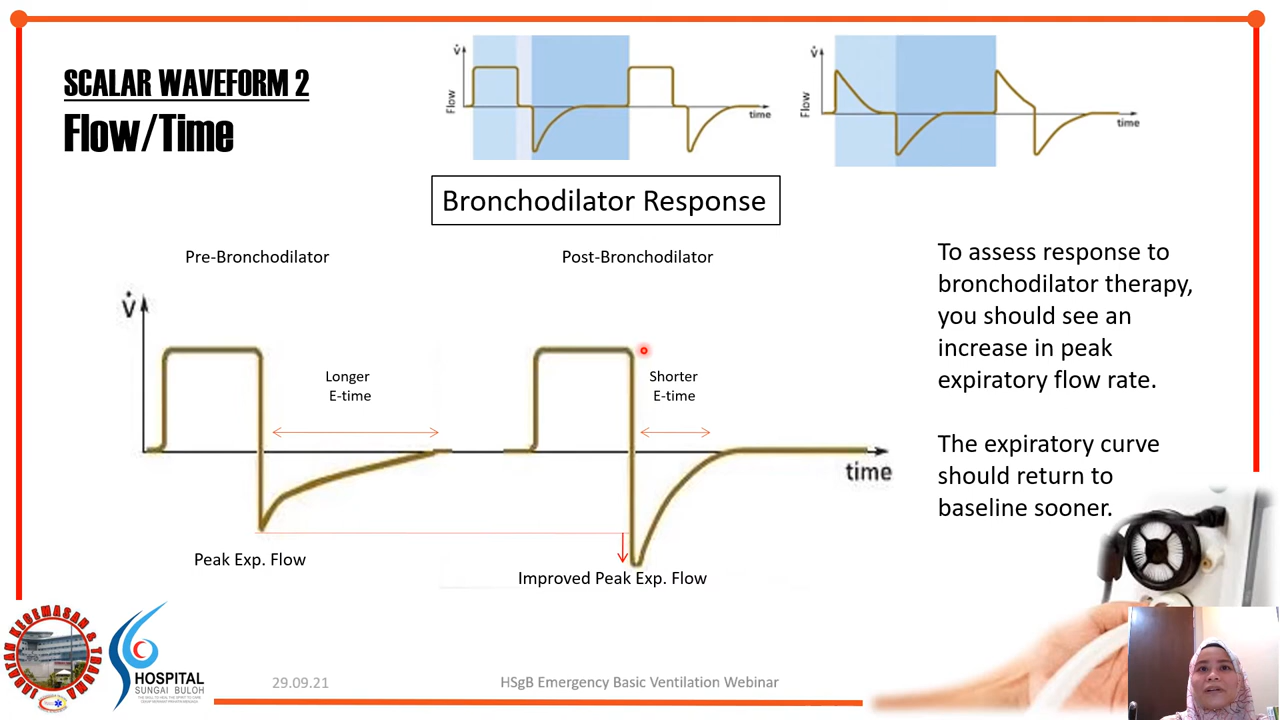 SCALAR WAVEFORM 2
Flow/Time
V̇
Flow
time
V̇
Flow
time
Bronchodilator Response
Pre-Bronchodilator
Post-Bronchodilator
V̇
Longer
E-time
Shorter
E-time
time
Peak Exp. Flow
Improved Peak Exp. Flow
To assess response to
bronchodilator therapy,
you should see an
increase in peak
expiratory flow rate.
The expiratory curve
should return to
baseline sooner.
JABATAN KECEMASAN & TRAUMA
HOSPITAL
SUNGAI BULOH
29.09.21
HSgB Emergency Basic Ventilation Webinar